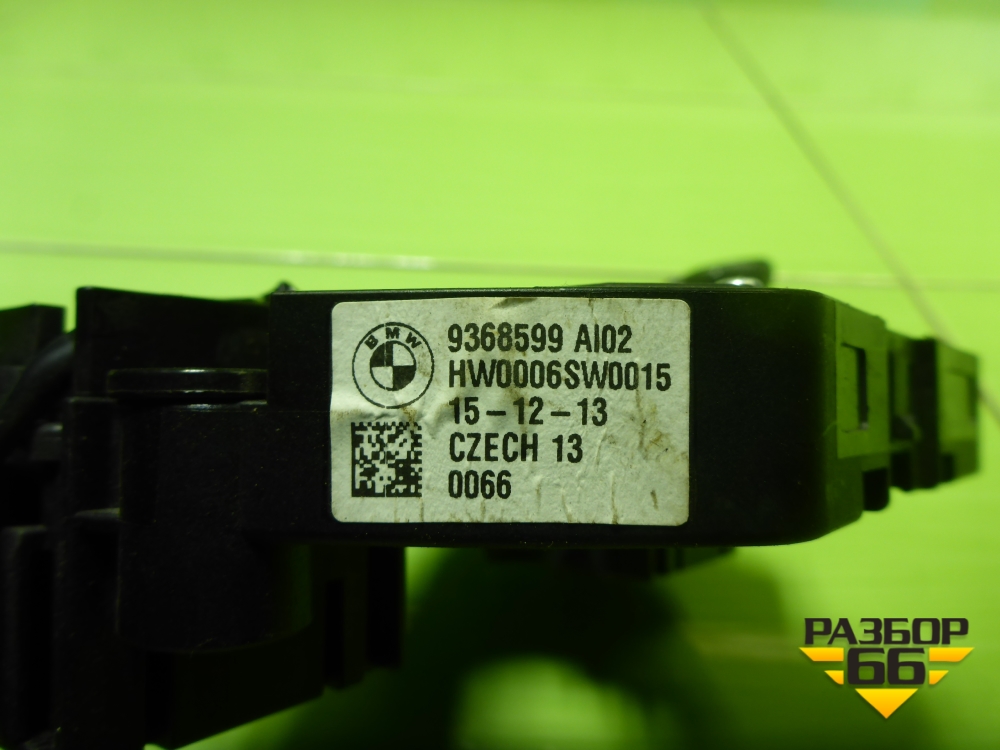 BMW
9368599 AI02
HW0006SW0015
15-12-13
CZECH 13
0066
РАЗБОР
66